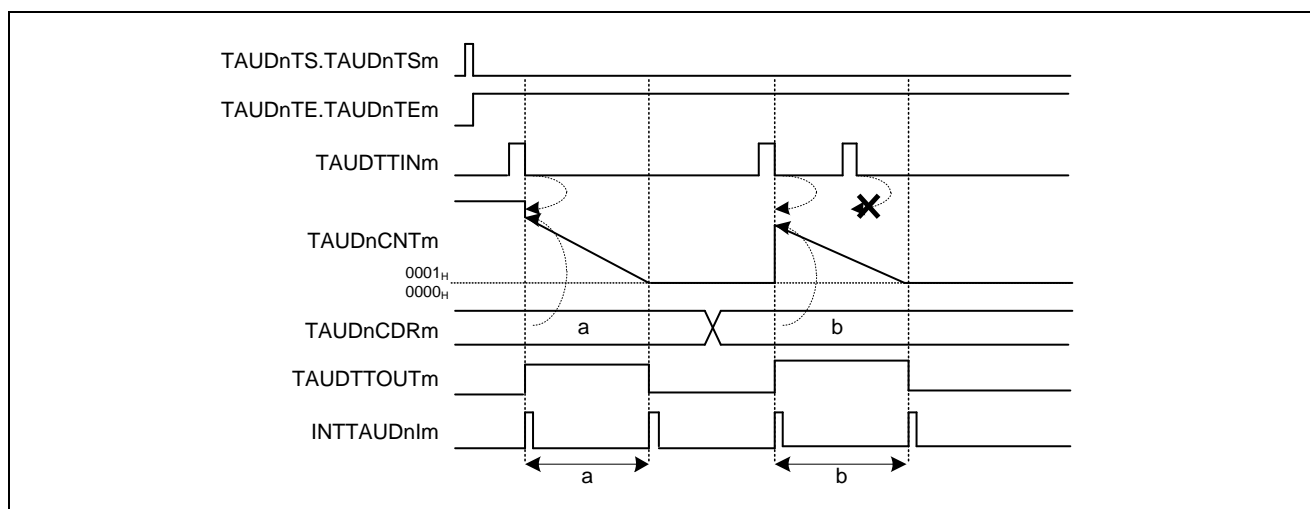 TAUDnTS.TAUDnTSm
TAUDnTE.TAUDnTEm
TAUDTTINm
TAUDnCNTm
0001H
0000H
TAUDnCDRm
a
b
TAUDTTOUTm
INTTAUDnIm
a
b